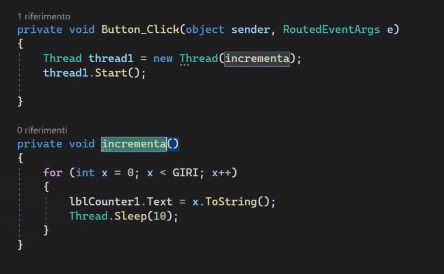 1 riferimento
private void Button_Click(object sender, RoutedEventArgs e)
{
Thread thread1 = new Thread(incrementa);
thread1.Start();
}
0 riferimenti
private void incrementa()
{
for (int x = 0; x < GIRI; x++)
{
lblCounter1.Text = x.ToString();
Thread.Sleep(10);
}
}